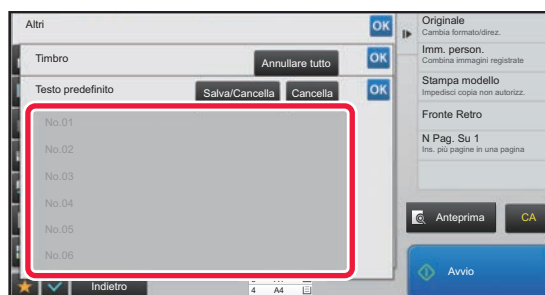 Altri
OK
Timbro
Annullare tutto
OK
Testo predefinito
Salva/Cancella
Cancella
OK
No.01
No.02
No.03
No.04
No.05
No.06
Indietro
4 A4
Originale
Cambia formato/direz.
Imm. person.
Combina immagini registrate
Stampa modello
Impedisci copia non autorizz.
Fronte Retro
N Pag. Su 1
Ins. più pagine in una pagina
Anteprima
CA
Avvio